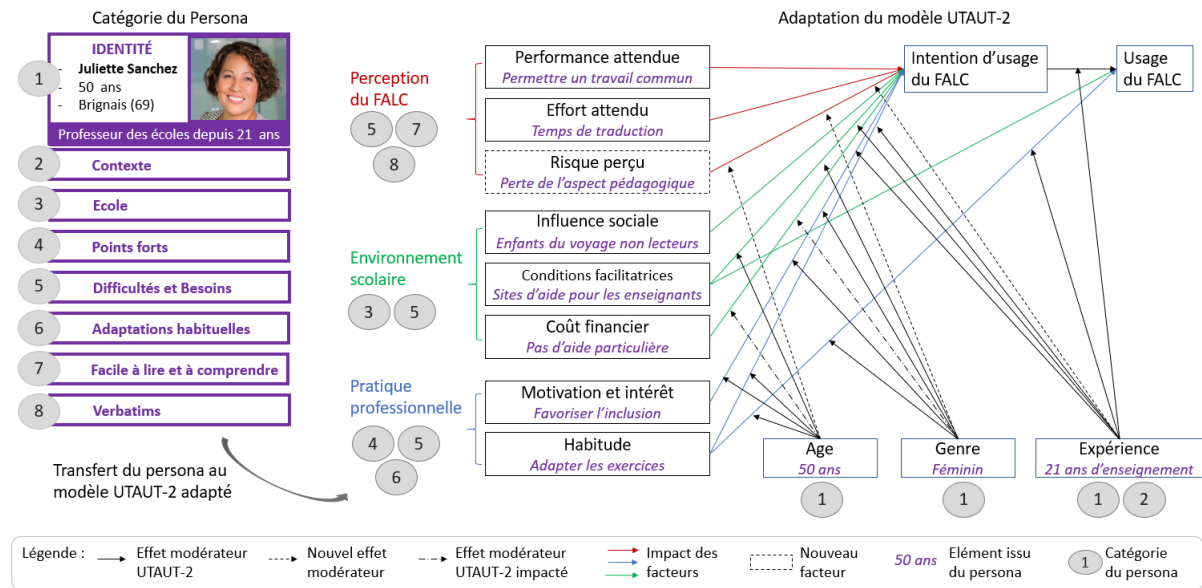 Catégorie du Persona
IDENTITÉ
- Juliette Sanchez
- 50 ans
- Brignais (69)
Professeur des écoles depuis 21 ans
1
2
Contexte
3
Ecole
4
Points forts
5
Difficultés et Besoins
6
Adaptations habituelles
7
Facile à lire et à comprendre
8
Verbatims
Transfert du persona au
modèle UTAUT-2 adapté
Adaptation du modèle UTAUT-2
Perception
du FALC
5
7
8
Performance attendue
Permettre un travail commun
Effort attendu
Temps de traduction
Risque perçu
Perte de l'aspect pédagogique
Environnement
scolaire
3
5
Influence sociale
Enfants du voyage non lecteurs
Conditions facilitatrices
Sites d'aide pour les enseignants
Coût financier
Pas d'aide particulière
Pratique
professionnelle
4
5
6
Motivation et intérêt
Favoriser l'inclusion
Habitude
Adapter les exercices
Intention d'usage
du FALC
Usage
du FALC
Age
50 ans
1
Genre
Féminin
1
Expérience
21 ans d'enseignement
1
2
Légende :
Effet modérateur
UTAUT-2
Nouvel effet
modérateur
Effet modérateur
UTAUT-2 impacté
Impact des
facteurs
Nouveau
facteur
50 ans
Elément issu
du persona
1
Catégorie
du persona